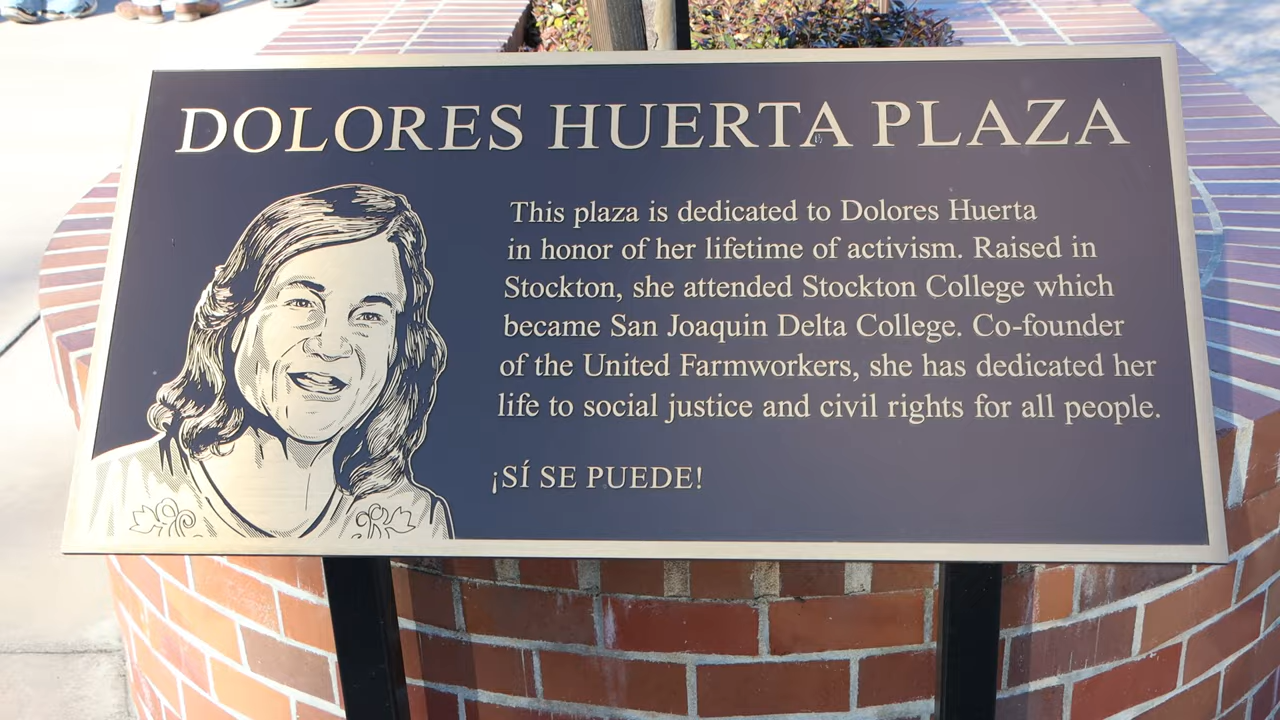 DOLORES HUERTA PLAZA
This plaza is dedicated to Dolores Huerta
in honor of her lifetime of activism. Raised in
Stockton, she attended Stockton College which
became San Joaquin Delta College. Co-founder
of the United Farmworkers, she has dedicated her
life to social justice and civil rights for all people.
¡SÍ SE PUEDE!